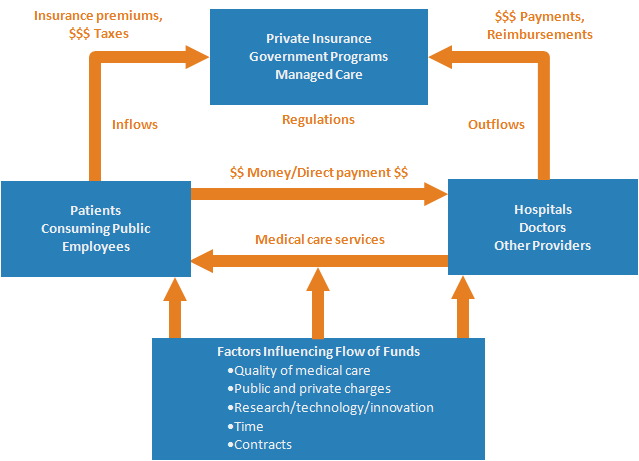 Insurance premiums,
$$$ Taxes
$$$ Payments,
Reimbursements
Private Insurance
Government Programs
Managed Care
Inflows
Regulations
Outflows
$$ Money/Direct payment $$
Patients
Consuming Public
Employees
Hospitals
Doctors
Other Providers
Medical care services
Factors Influencing Flow of Funds
•Quality of medical care
•Public and private charges
•Research/technology/innovation
•Time
•Contracts